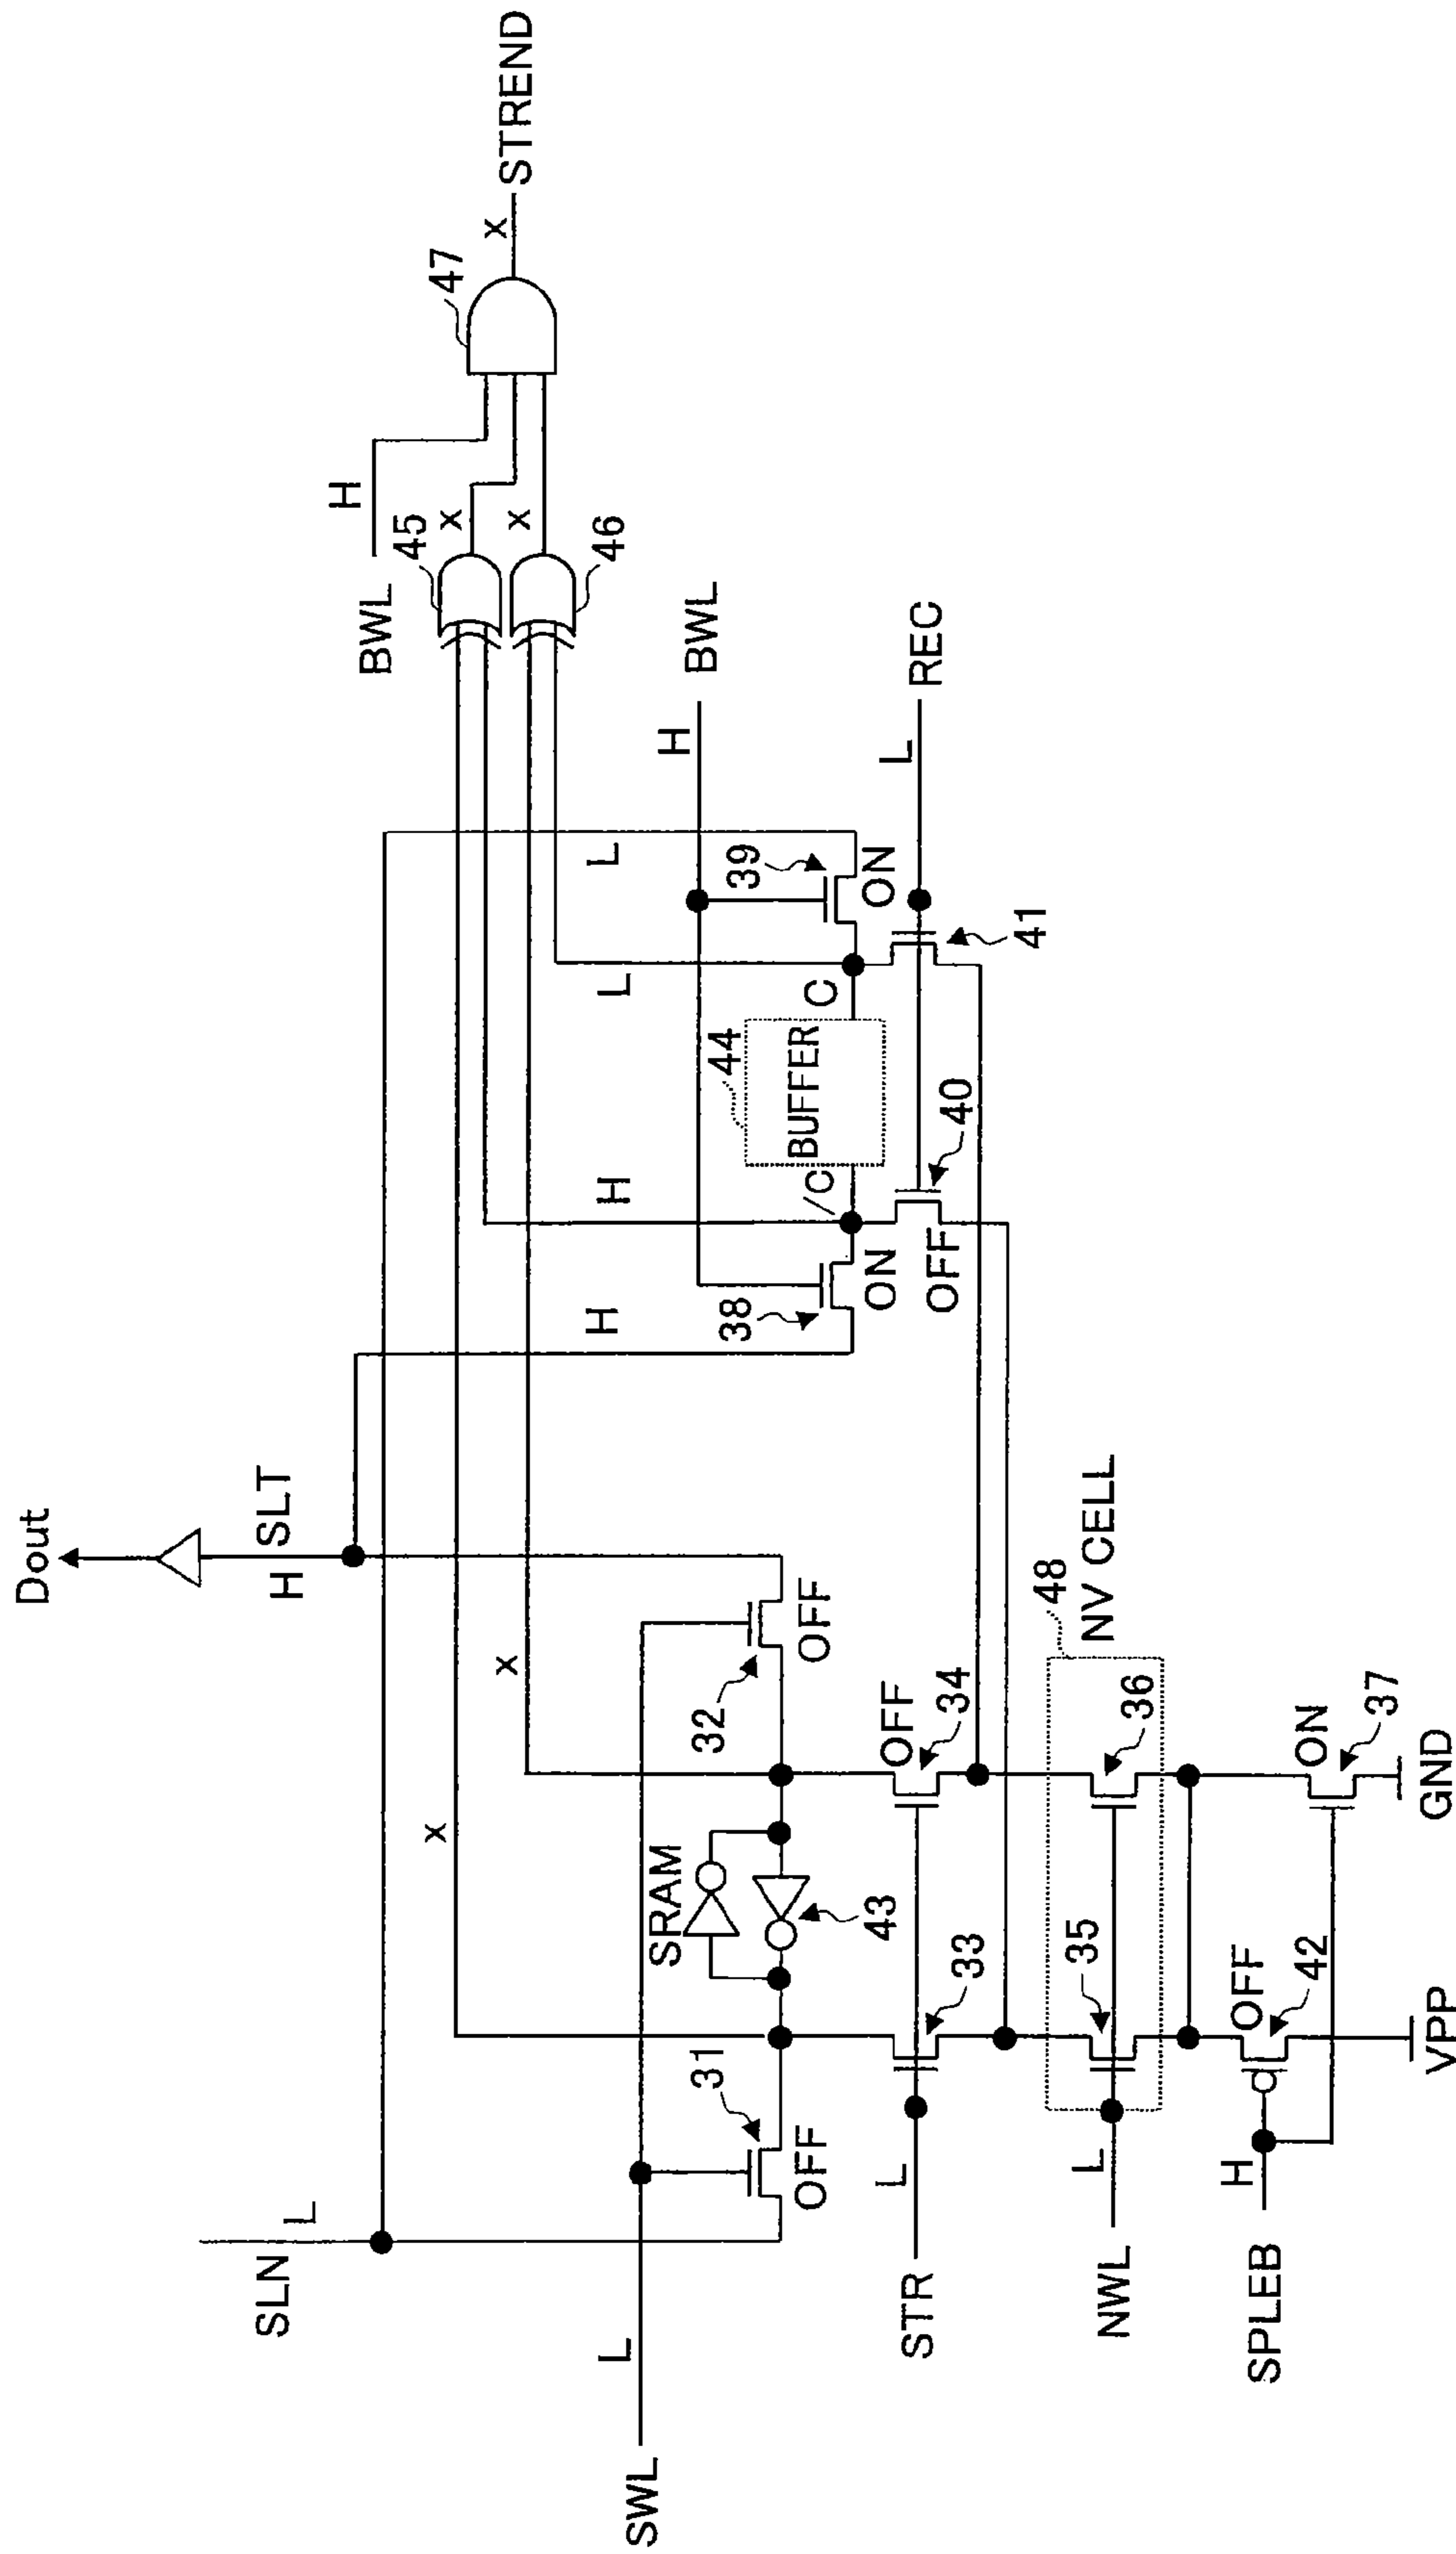 Dout
SLN
L
H
SLT
SWL
L
31
OFF
SRAM
43
32
OFF
x
x
STR
L
33
34
OFF
NWL
L
35
36
48
NV CELL
SPLEB
H
OFF
42
VPP
ON
37
GND
H
H
L
L
38
ON
/C
44
BUFFER
C
39
ON
OFF
40
41
H
BWL
L
REC
BWL
H
45
x
x
46
47
x
STREND